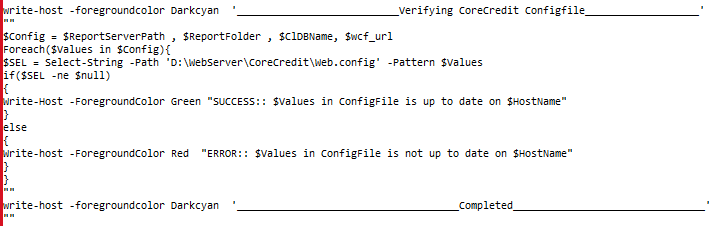 write-host -foregroundcolor Darkcyan '__________________________Verifying CoreCredit Configfile__________________'
""
$Config = $ReportServerPath , $ReportFolder , $ClDBName, $wcf_url
Foreach($Values in $Config){
$SEL = Select-String -Path 'D:\WebServer\CoreCredit\Web.config' -Pattern $Values
if($SEL -ne $null)
{
Write-Host -ForegroundColor Green "SUCCESS:: $Values in ConfigFile is up to date on $HostName"
}
else
{
Write-host -ForegroundColor Red  "ERROR:: $Values in ConfigFile is not up to date on $HostName"
}
}
""
write-host -foregroundcolor Darkcyan  '___________________________________Completed______________________________'
""